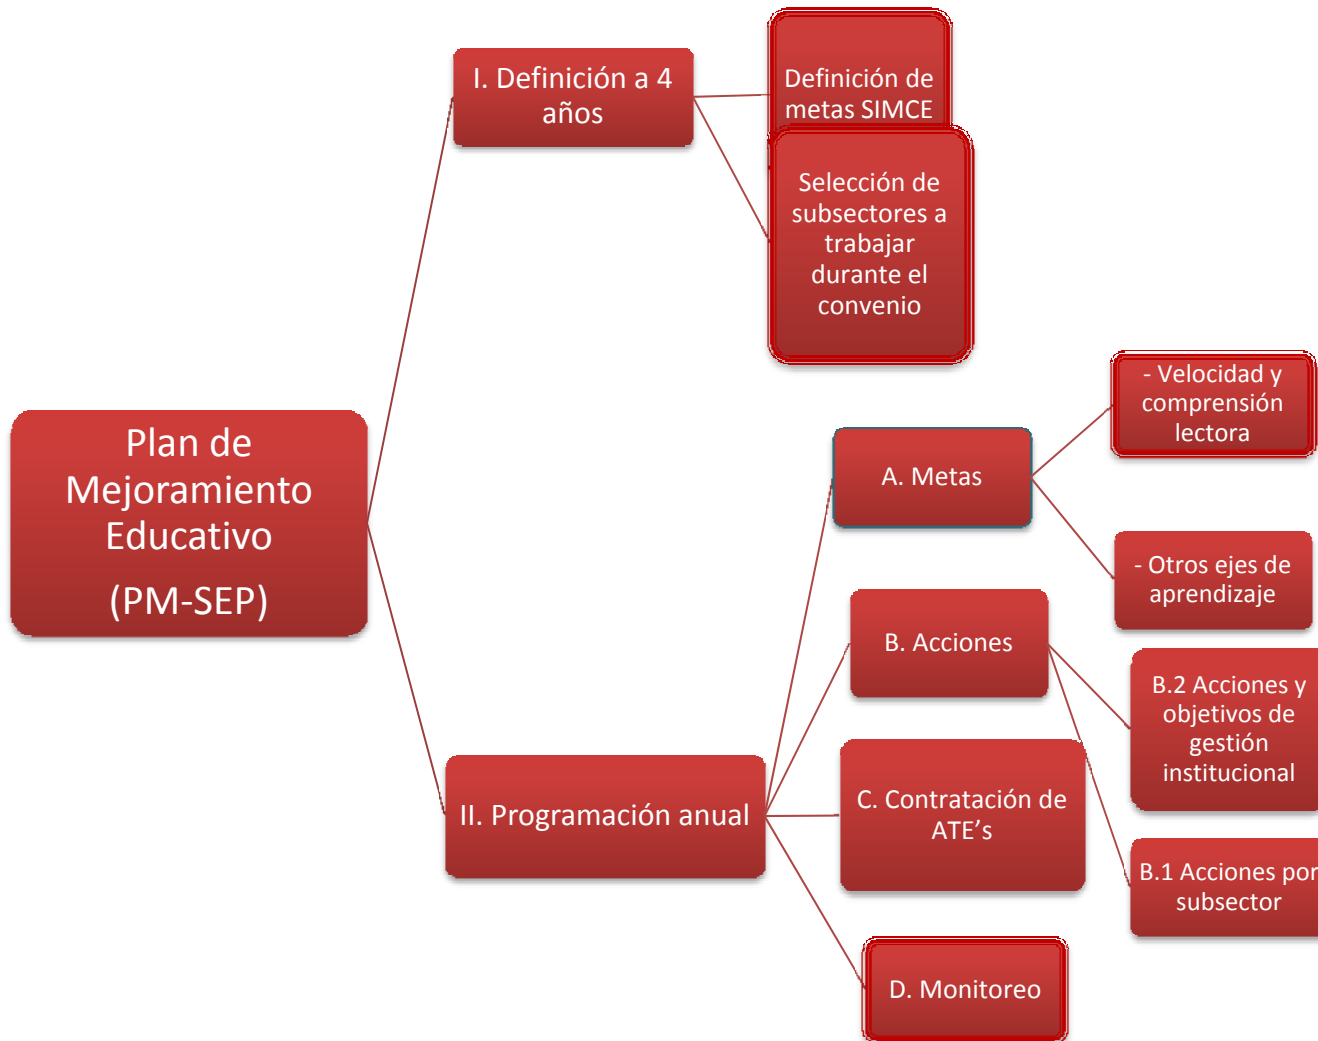 Plan de
Mejoramiento
Educativo
(PM-SEP)
I. Definición a 4
años
Definición de
metas SIMCE
Selección de
subsectores a
trabajar
durante el
convenio
II. Programación anual
A. Metas
- Velocidad y
comprensión
lectora
- Otros ejes de
aprendizaje
B. Acciones
B.2 Acciones y
objetivos de
gestión
institucional
B.1 Acciones por
subsector
C. Contratación de
ATE’s
D. Monitoreo